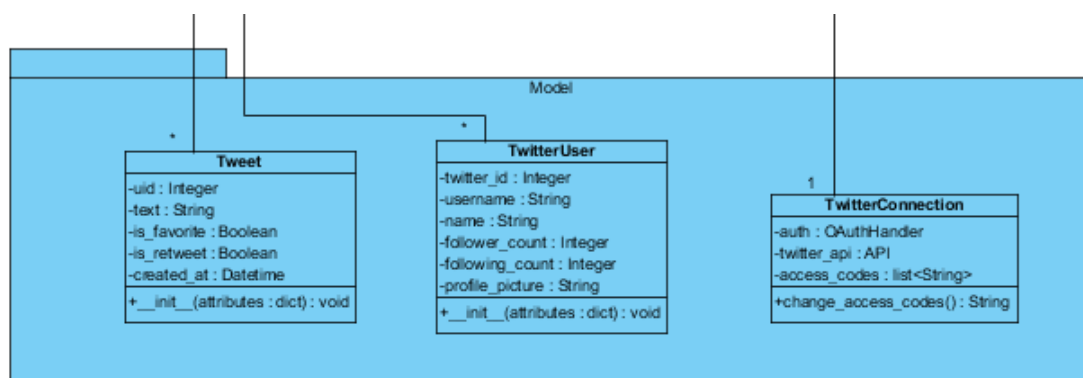 Model
*
Tweet
-uid : Integer
-text : String
-is_favorite : Boolean
-is_retweet : Boolean
-created_at : Datetime
+__init__(attributes : dict) : void
*
TwitterUser
-twitter_id : Integer
-username : String
-name : String
-follower_count : Integer
-following_count : Integer
-profile_picture : String
+__init__(attributes : dict) : void
1
TwitterConnection
-auth : OAuthHandler
-twitter_api : API
-access_codes : list<String>
+change_access_codes() : String